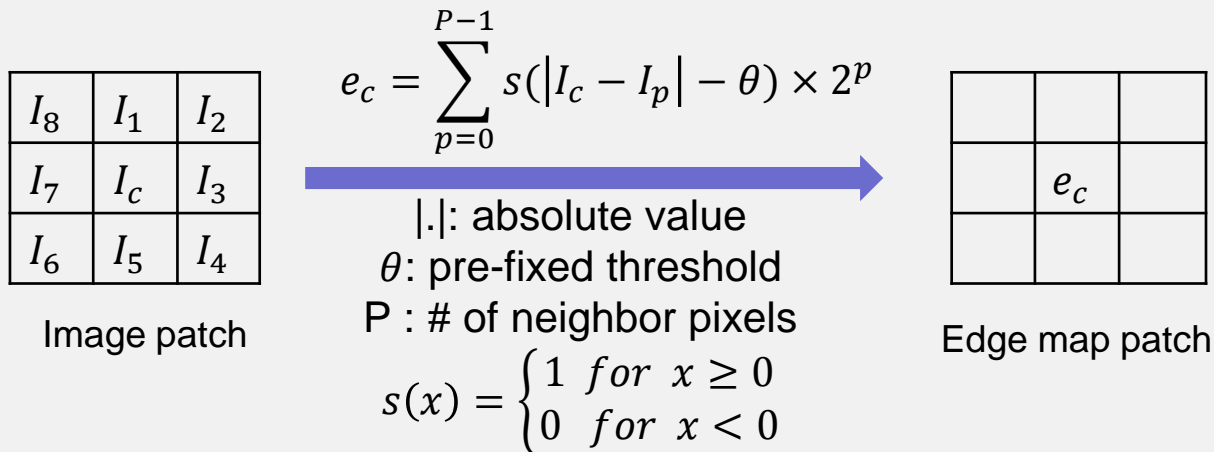 I₈ I₁ I₂
I₇ I_c I₃
I₆ I₅ I₄
Image patch
P−1
e_c = ∑ s(|I_c − I_p| − θ) × 2^p
p=0
|.|: absolute value
θ: pre-fixed threshold
P : # of neighbor pixels
s(x) = {1 for x ≥ 0
0 for x < 0
e_c
Edge map patch